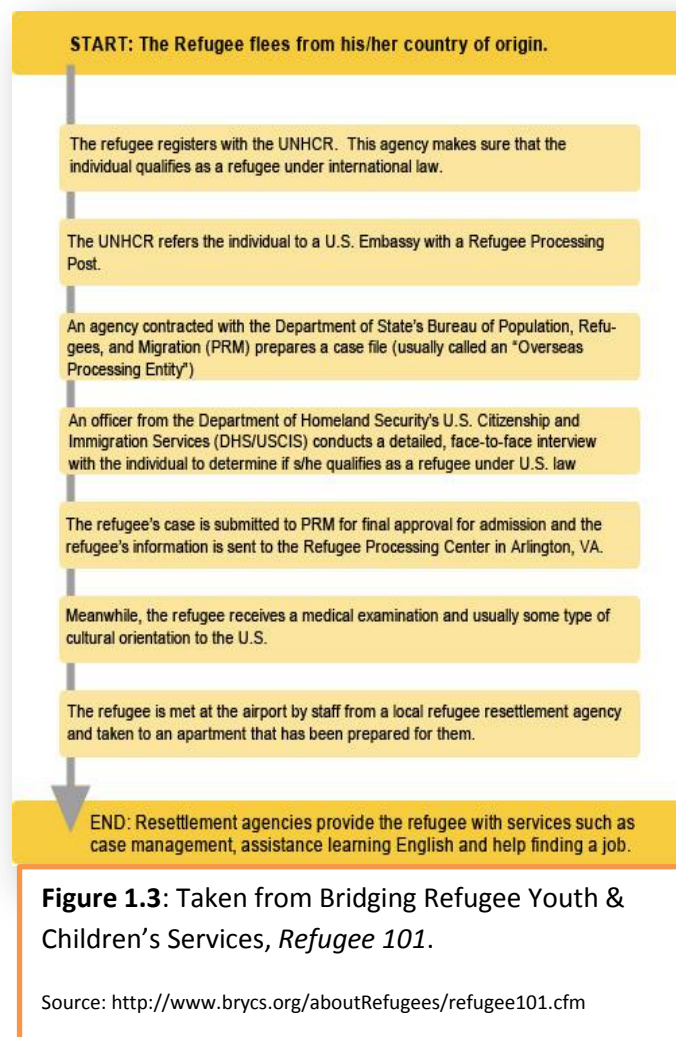 START: The Refugee flees from his/her country of origin.
The refugee registers with the UNHCR. This agency makes sure that the
individual qualifies as a refugee under international law.
The UNHCR refers the individual to a U.S. Embassy with a Refugee Processing
Post.
An agency contracted with the Department of State's Bureau of Population, Refu-
gees, and Migration (PRM) prepares a case file (usually called an "Overseas
Processing Entity")
An officer from the Department of Homeland Security's U.S. Citizenship and
Immigration Services (DHS/USCIS) conducts a detailed, face-to-face interview
with the individual to determine if s/he qualifies as a refugee under U.S. law
The refugee's case is submitted to PRM for final approval for admission and the
refugee's information is sent to the Refugee Processing Center in Arlington, VA.
Meanwhile, the refugee receives a medical examination and usually some type of
cultural orientation to the U.S.
The refugee is met at the airport by staff from a local refugee resettlement agency
and taken to an apartment that has been prepared for them.
END: Resettlement agencies provide the refugee with services such as
case management, assistance learning English and help finding a job.
Figure 1.3: Taken from Bridging Refugee Youth &
Children's Services, Refugee 101.
Source: http://www.brycs.org/aboutRefugees/refugee101.cfm